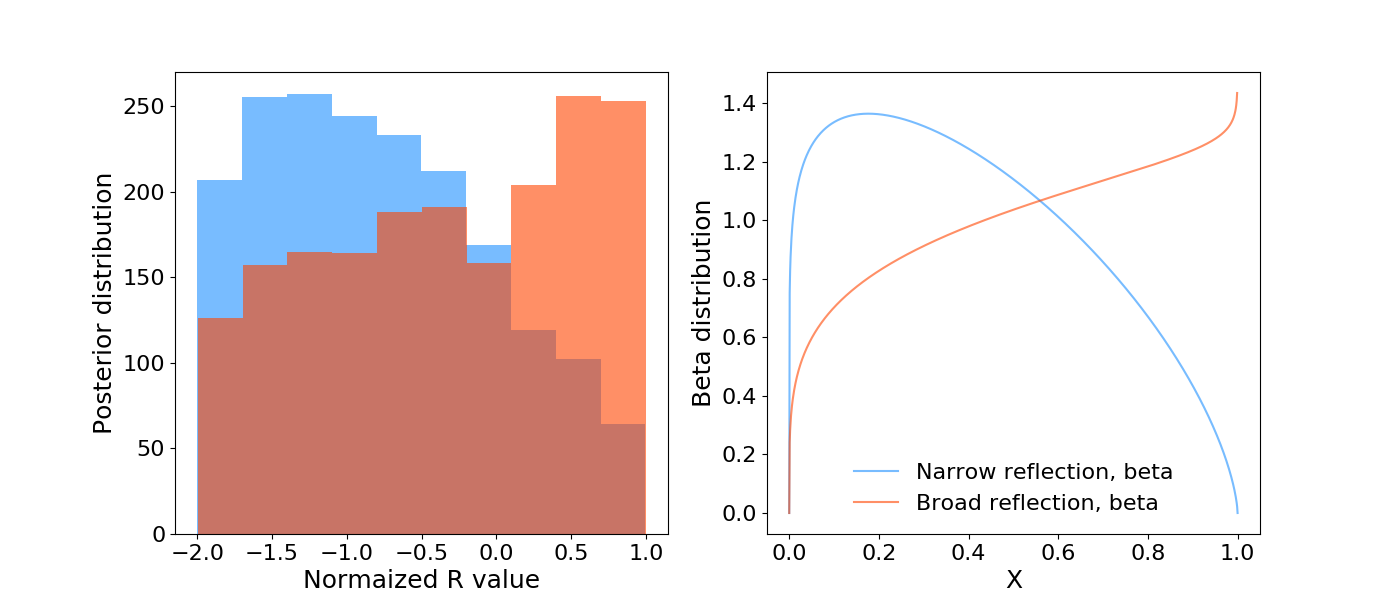 Posterior distribution
250
200
150
100
50
0
−2.0 −1.5 −1.0 −0.5 0.0 0.5 1.0
Normaized R value
Beta distribution
1.4
1.2
1.0
0.8
0.6
0.4
0.2
0.0
Narrow reflection, beta
Broad reflection, beta
0.0 0.2 0.4 0.6 0.8 1.0
X